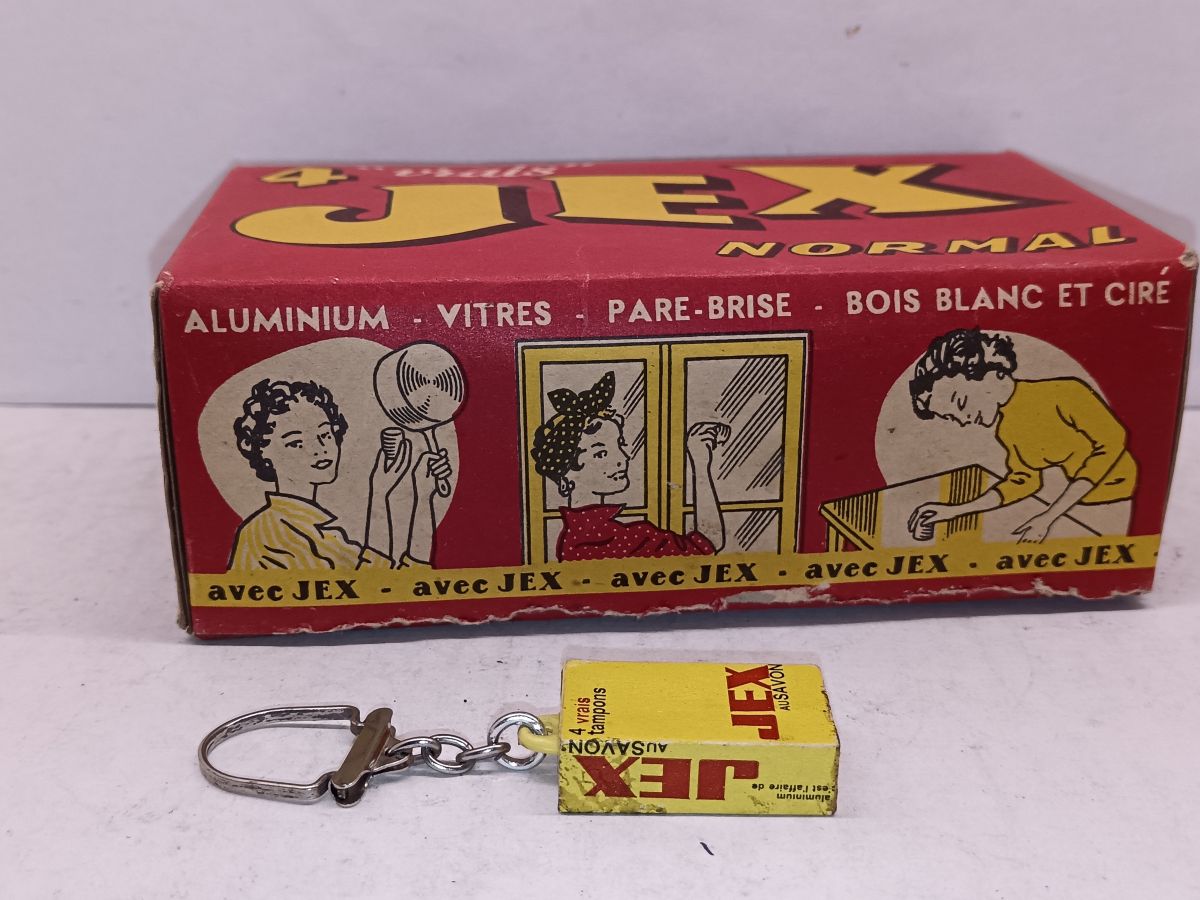 4 "vrais"
JEX
NORMAL
ALUMINIUM - VITRES - PARE-BRISE - BOIS BLANC ET CIRÉ
avec JEX - avec JEX - avec JEX - avec JEX - avec JEX -
4 vrais
tampons
JEX
AU SAVON
aluminium
c'est l'affaire de
JEX
AU SAVON